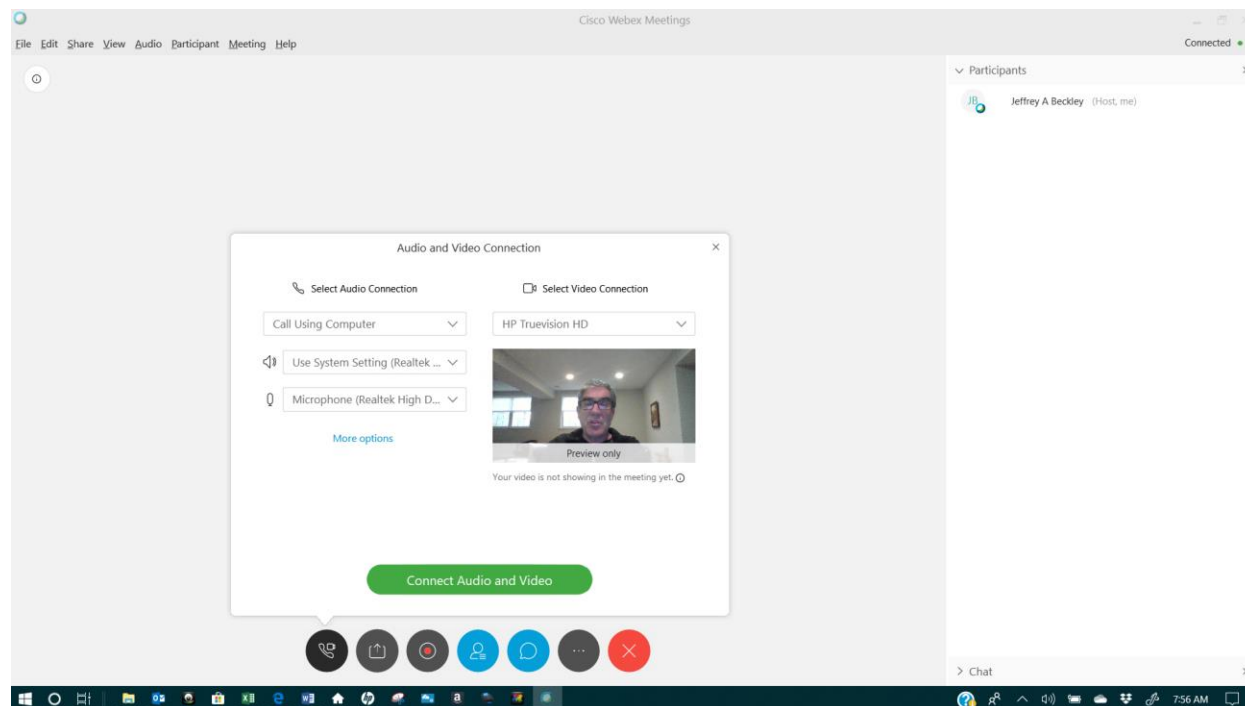 Cisco Webex Meetings
File Edit Share View Audio Participant Meeting Help
Connected
Participants
JB
Jeffrey A Beckley (Host, me)
Audio and Video Connection
Select Audio Connection
Select Video Connection
Call Using Computer
HP Truevision HD
Use System Setting (Realtek ...
Microphone (Realtek High D...
More options
Preview only
Your video is not showing in the meeting yet.
Connect Audio and Video
Chat
7:56 AM